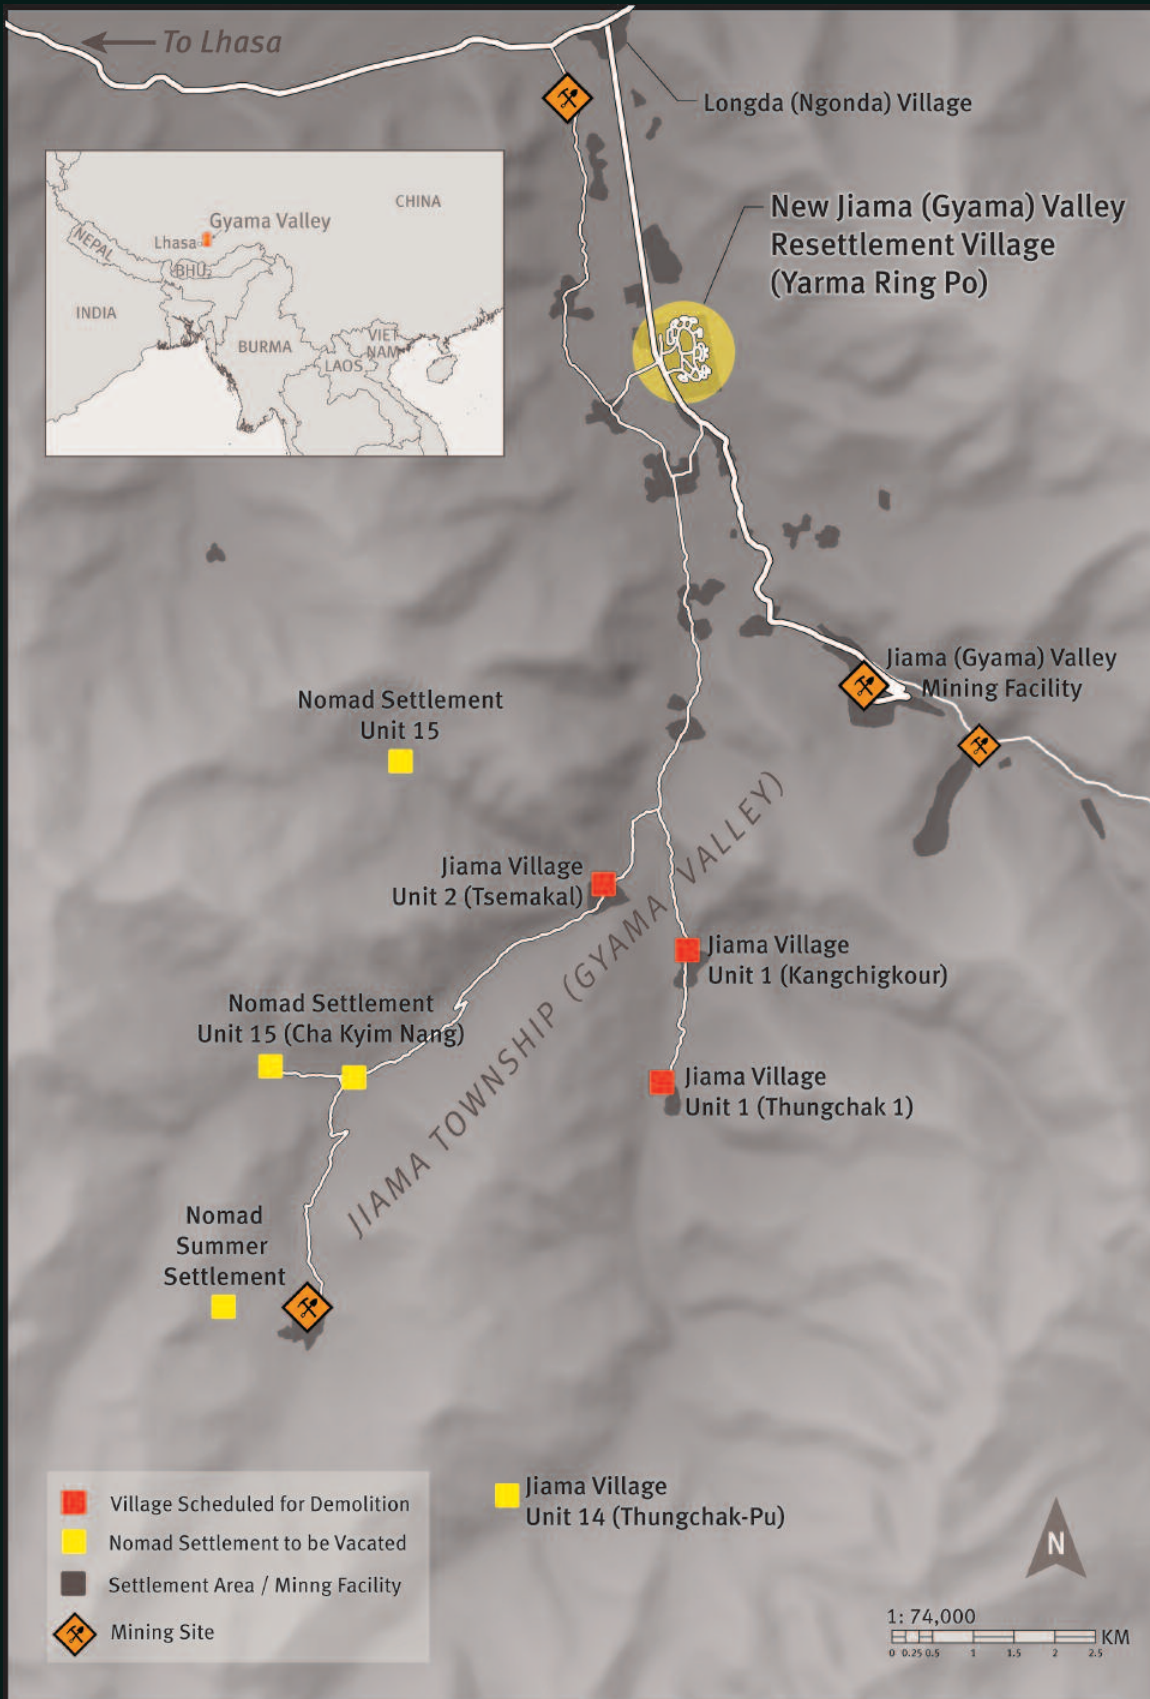 To Lhasa
Longda (Ngonda) Village
New Jiama (Gyama) Valley
Resettlement Village
(Yarma Ring Po)
CHINA
Gyama Valley
Lhasa
NEPAL
BHU.
INDIA
BURMA
VIET
NAM
LAOS
Jiama (Gyama) Valley
Mining Facility
Nomad Settlement
Unit 15
Jiama Village
Unit 2 (Tsemakal)
Jiama Village
Unit 1 (Kangchigkour)
Nomad Settlement
Unit 15 (Cha Kyim Nang)
Jiama Village
Unit 1 (Thungchak 1)
JIAMA TOWNSHIP (GYAMA VALLEY)
Nomad
Summer
Settlement
Jiama Village
Unit 14 (Thungchak-Pu)
Village Scheduled for Demolition
Nomad Settlement to be Vacated
Settlement Area / Minng Facility
Mining Site
N
1: 74,000
KM
0 0.25 0.5 1 1.5 2 2.5